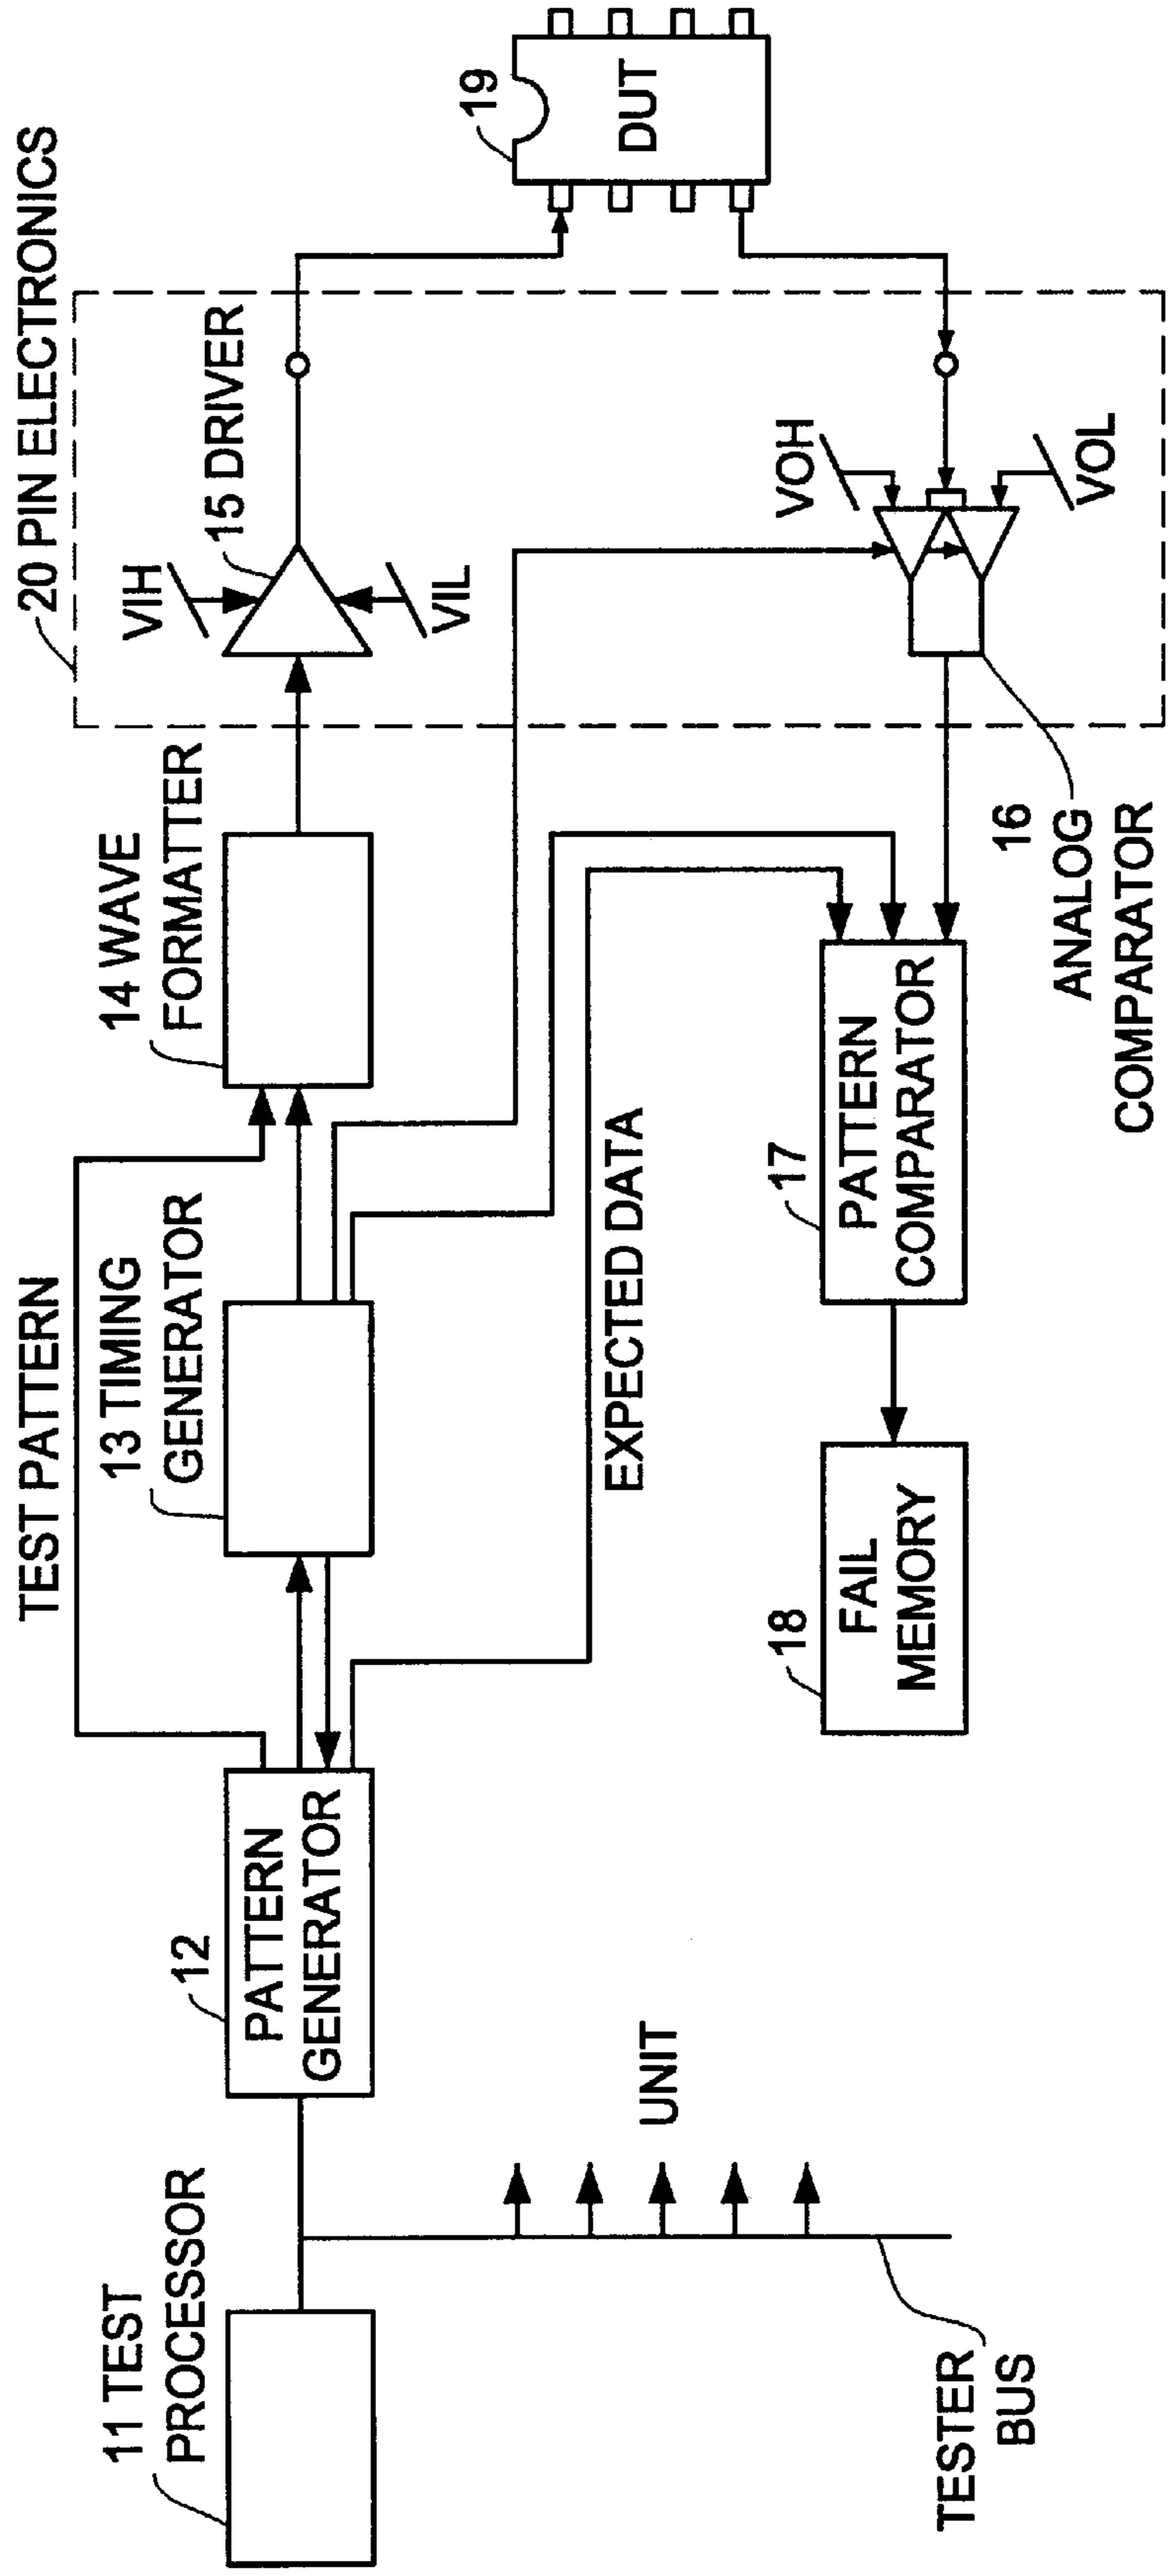 20 PIN ELECTRONICS
TEST PATTERN
11 TEST
PROCESSOR
12
PATTERN
GENERATOR
13 TIMING
GENERATOR
14 WAVE
FORMATTER
VIH
15 DRIVER
VIL
19
DUT
UNIT
TESTER
BUS
EXPECTED DATA
18
FAIL
MEMORY
17
PATTERN
COMPARATOR
16
ANALOG
COMPARATOR
VOH
VOL